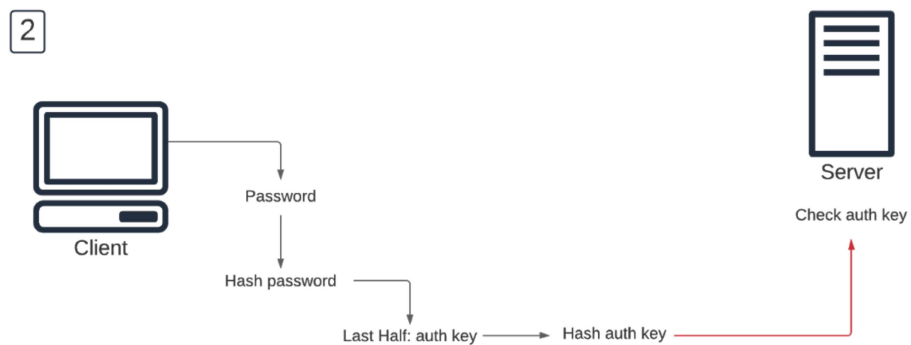 2
Server
Check auth key
Password
Client
Hash password
Last Half: auth key
Hash auth key